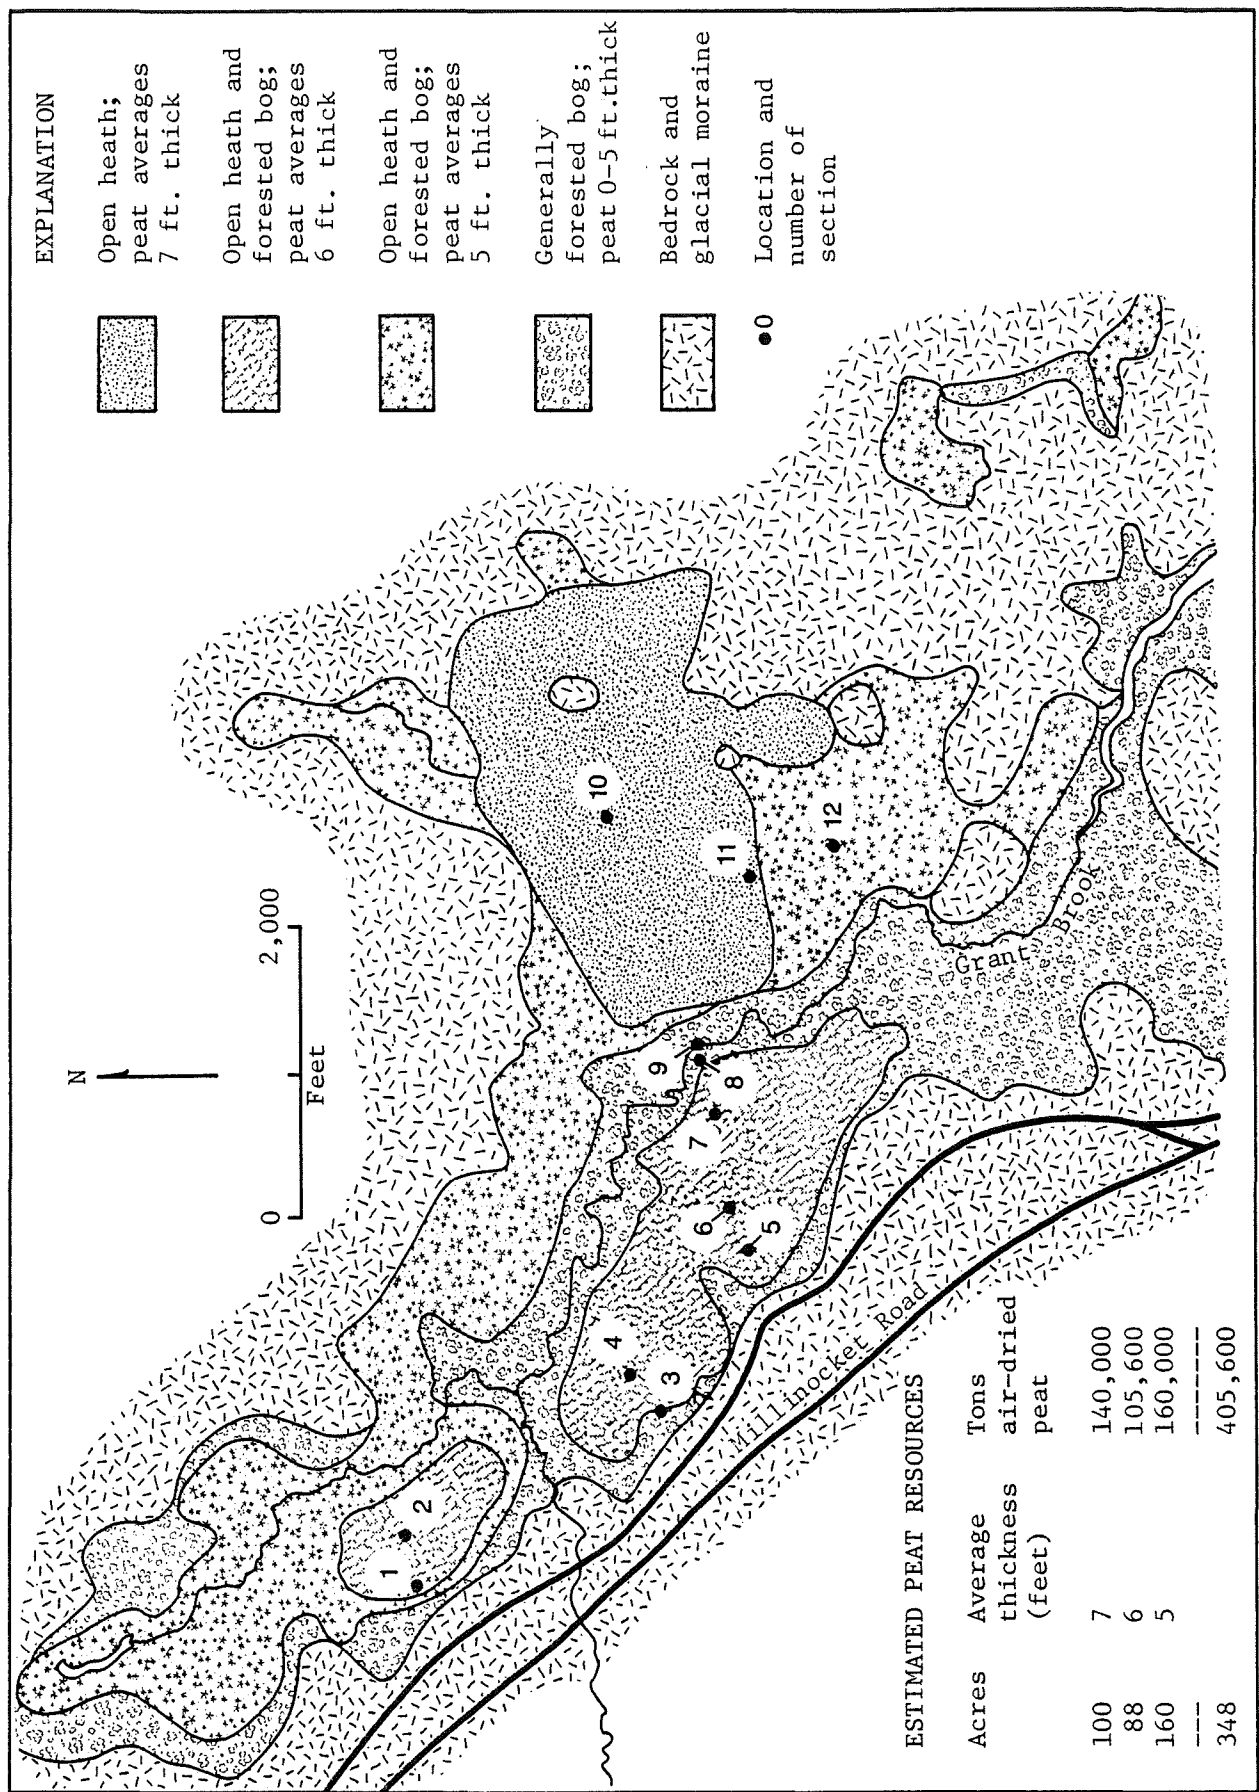 EXPLANATION
Open heath;
peat averages
7 ft. thick
Open heath and
forested bog;
peat averages
6 ft. thick
Open heath and
forested bog;
peat averages
5 ft. thick
Generally
forested bog;
peat 0-5 ft.thick
Bedrock and
glacial moraine
0
Location and
number of
section
N
0
2,000
Feet
1
2
3
4
5
6
7
8
9
10
11
12
Grant Brook
Millinocket Road
ESTIMATED PEAT RESOURCES
Acres Average Tons
thickness air-dried
(feet) peat
100 7 140,000
88 6 105,600
160 5 160,000
--- -------
348 405,600